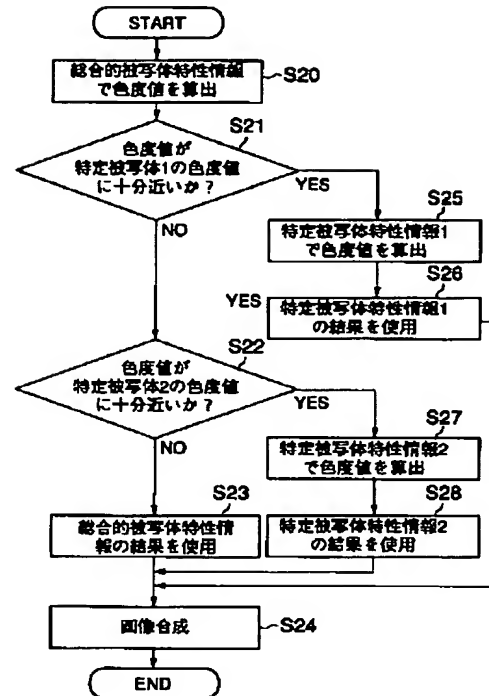 START
総合的被写体特性情報
で色度値を算出
S20
色度値が
特定被写体1の色度値
に十分近いか？
S21
YES
NO
特定被写体特性情報1
で色度値を算出
S25
YES
特定被写体特性情報1
の結果を使用
S26
色度値が
特定被写体2の色度値
に十分近いか？
S22
YES
NO
特定被写体特性情報2
で色度値を算出
S27
総合的被写体特性情
報の結果を使用
S23
特定被写体特性情報2
の結果を使用
S28
画像合成
S24
END